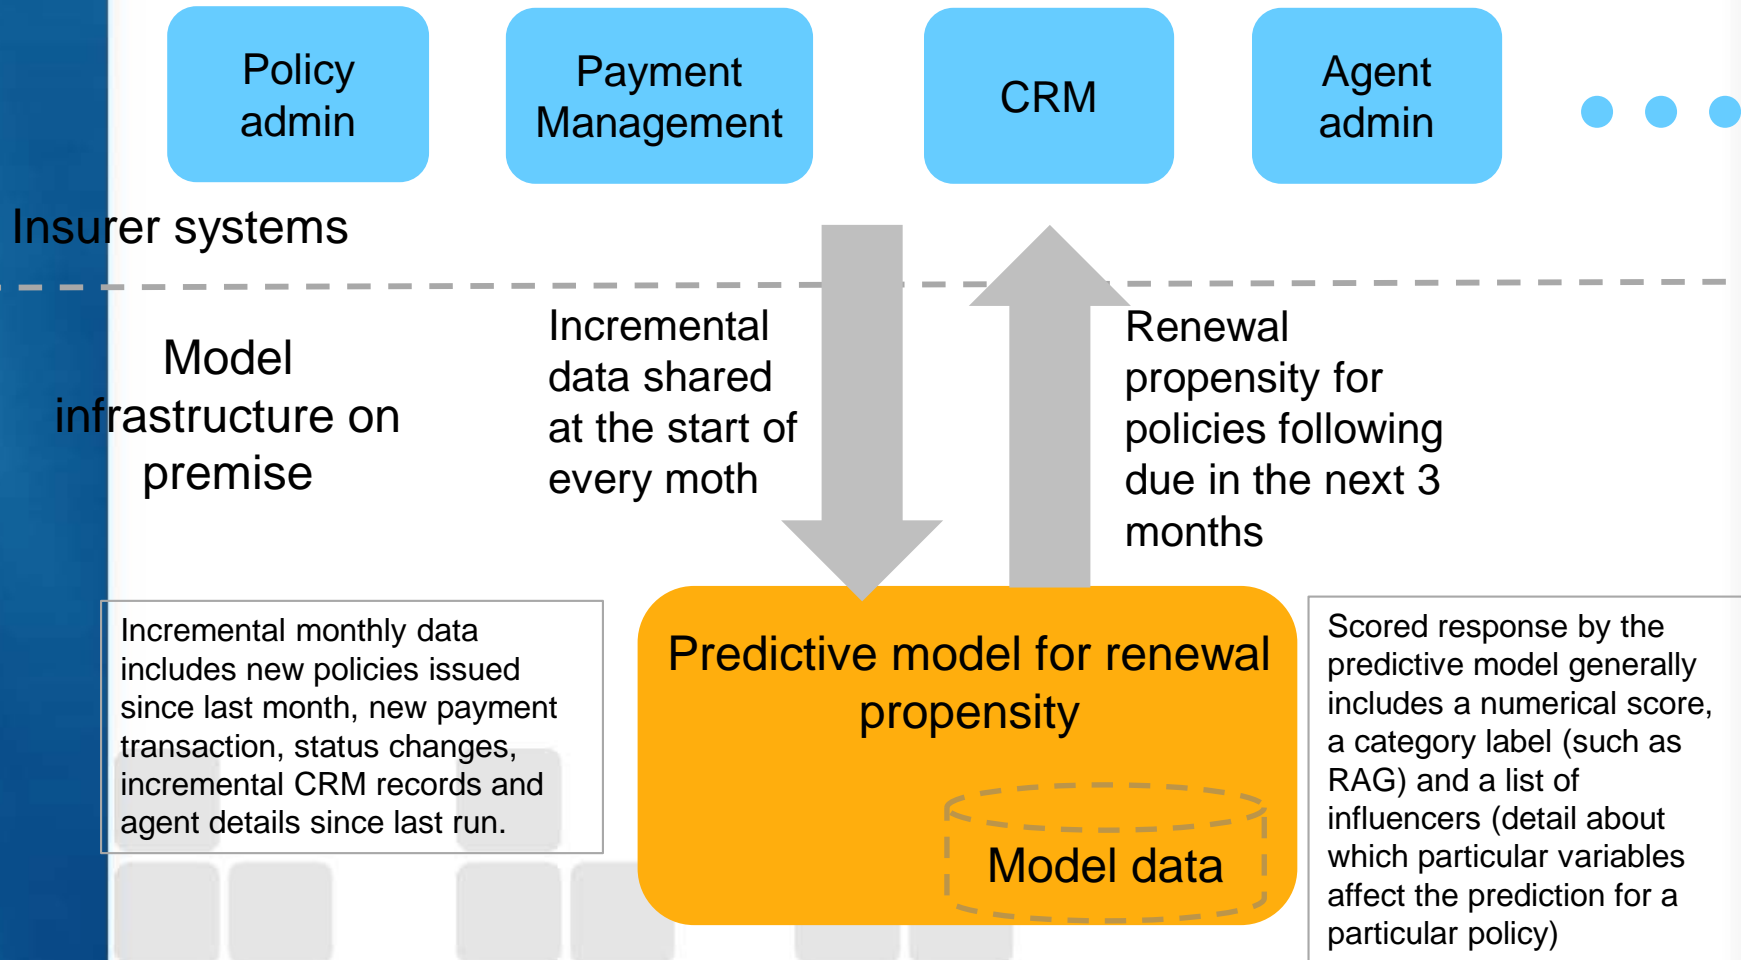 Policy
admin
Payment
Management
CRM
Agent
admin
Insurer systems
Model
infrastructure on
premise
Incremental
data shared
at the start of
every moth
Renewal
propensity for
policies following
due in the next 3
months
Incremental monthly data
includes new policies issued
since last month, new payment
transaction, status changes,
incremental CRM records and
agent details since last run.
Predictive model for renewal
propensity
Model data
Scored response by the
predictive model generally
includes a numerical score,
a category label (such as
RAG) and a list of
influencers (detail about
which particular variables
affect the prediction for a
particular policy)